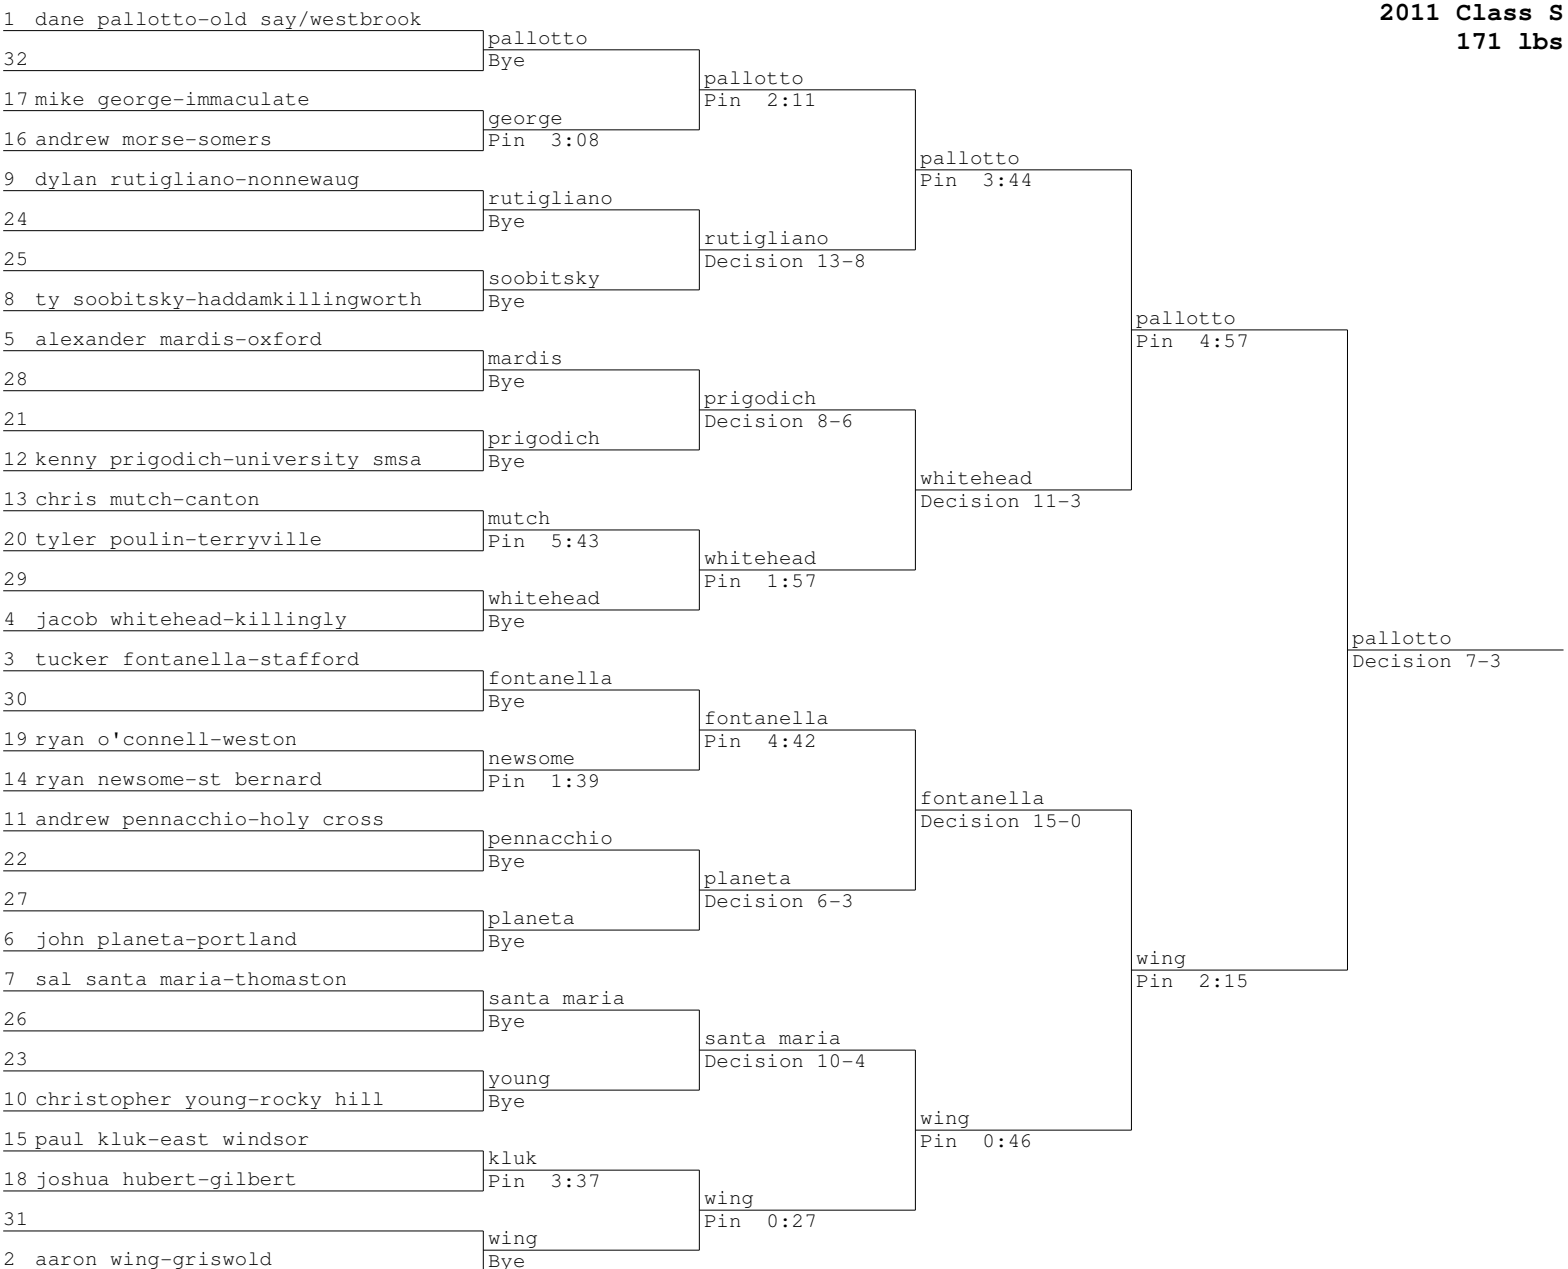 2011 Class S
171 lbs
1 dane pallotto-old say/westbrook
32
17 mike george-immaculate
16 andrew morse-somers
9 dylan rutigliano-nonnewaug
24
25
8 ty soobitsky-haddamkillingworth
5 alexander mardis-oxford
28
21
12 kenny prigodich-university smsa
13 chris mutch-canton
20 tyler poulin-terryville
29
4 jacob whitehead-killingly
3 tucker fontanella-stafford
30
19 ryan o'connell-weston
14 ryan newsome-st bernard
11 andrew pennacchio-holy cross
22
27
6 john planeta-portland
7 sal santa maria-thomaston
26
23
10 christopher young-rocky hill
15 paul kluk-east windsor
18 joshua hubert-gilbert
31
2 aaron wing-griswold
pallotto
Bye
george
Pin 3:08
rutigliano
Bye
soobitsky
Bye
mardis
Bye
prigodich
Bye
mutch
Pin 5:43
whitehead
Bye
fontanella
Bye
newsome
Pin 1:39
pennacchio
Bye
planeta
Bye
santa maria
Bye
young
Bye
kluk
Pin 3:37
wing
Bye
pallotto
Pin 2:11
rutigliano
Decision 13-8
prigodich
Decision 8-6
whitehead
Pin 1:57
fontanella
Pin 4:42
planeta
Decision 6-3
santa maria
Decision 10-4
wing
Pin 0:27
pallotto
Pin 3:44
whitehead
Decision 11-3
fontanella
Decision 15-0
wing
Pin 0:46
pallotto
Pin 4:57
wing
Pin 2:15
pallotto
Decision 7-3